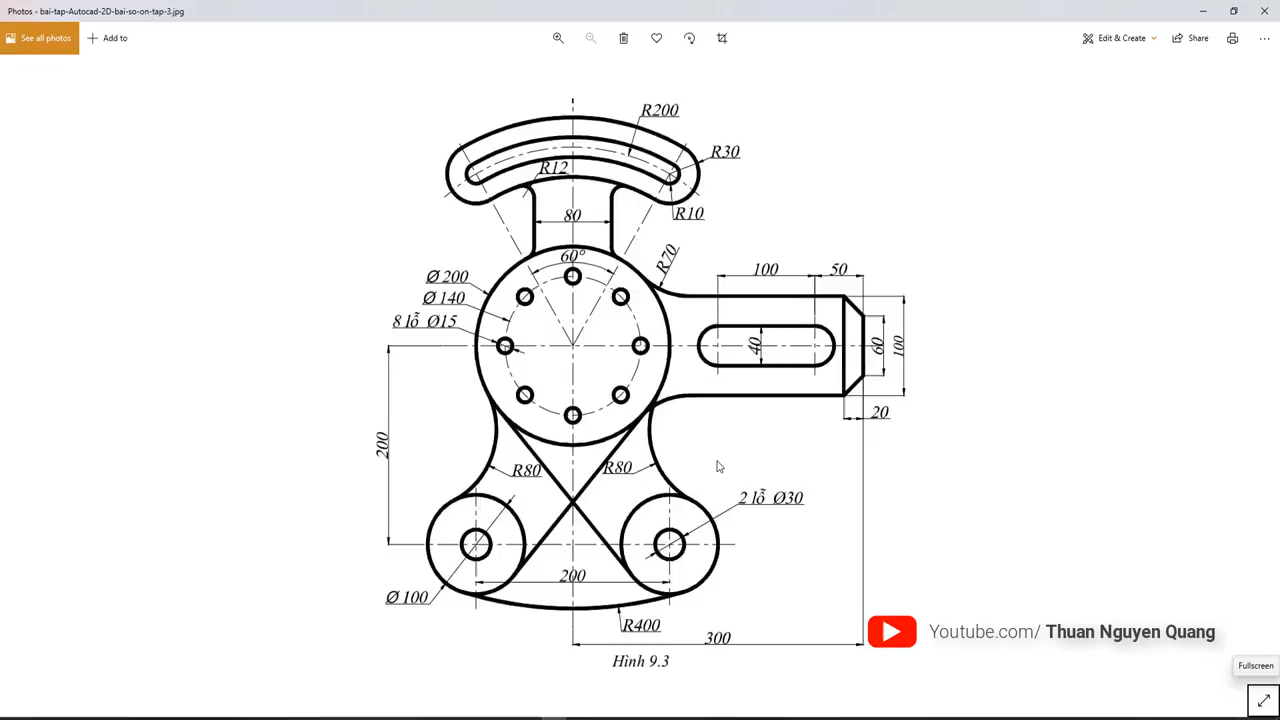 Photos - bai-tap-Autocad-2D-bai-so-on-tap-3.jpg
See all photos
Add to
Edit & Create
Share
R200
R30
R12
R10
80
60°
R70
Ø 200
Ø 140
8 lỗ Ø15
100
50
40
60
100
20
200
R80
R80
2 lỗ Ø30
200
Ø 100
R400
300
Hình 9.3
Youtube.com/ Thuan Nguyen Quang
Fullscreen